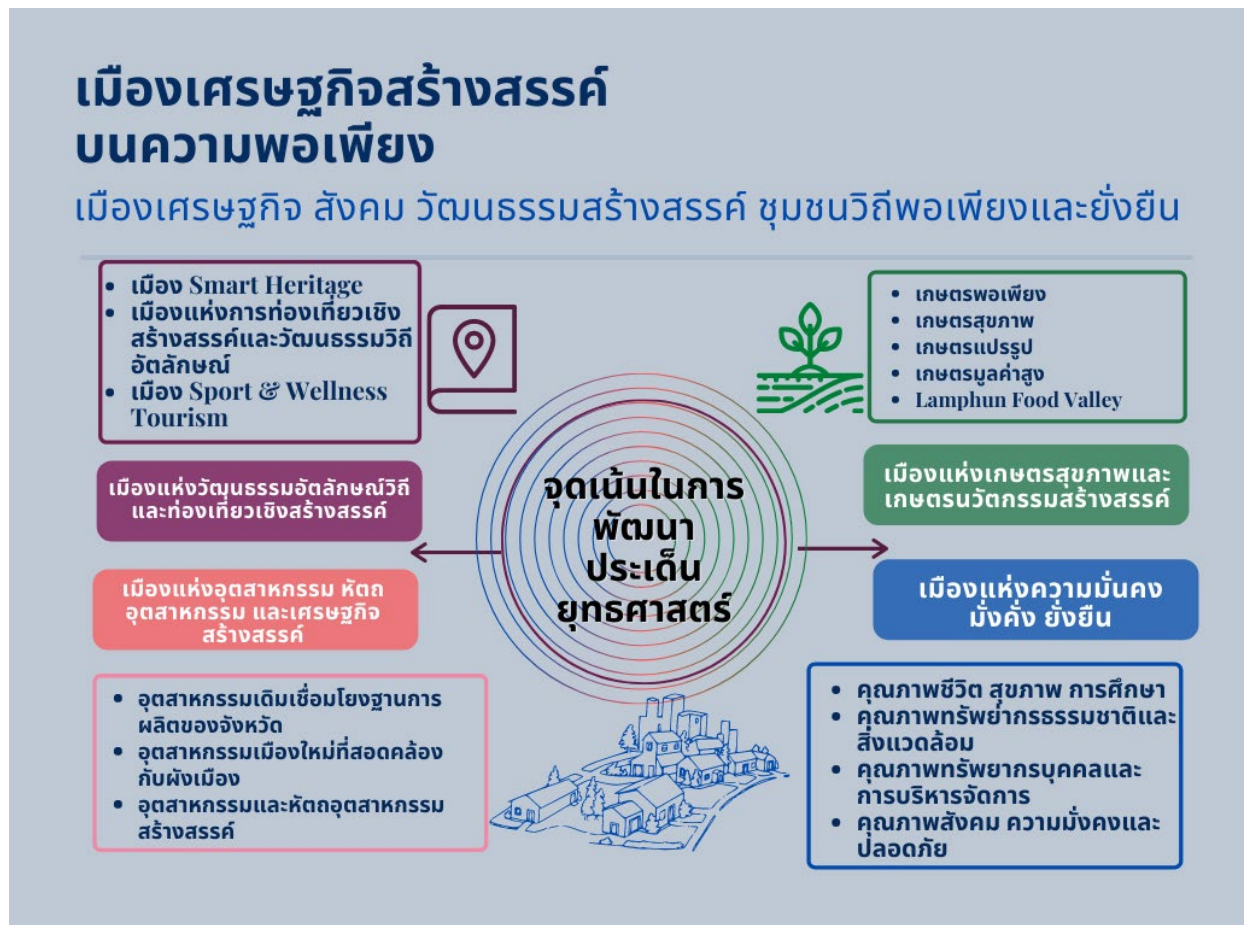 เมืองเศรษฐกิจสร้างสรรค์
บนความพอเพียง
เมืองเศรษฐกิจ สังคม วัฒนธรรมสร้างสรรค์ ชุมชนวิถีพอเพียงและยั่งยืน
• เมือง Smart Heritage
• เมืองแห่งการท่องเที่ยวเชิง
สร้างสรรค์และวัฒนธรรมวิถี
อัตลักษณ์
• เมือง Sport & Wellness
Tourism
• เกษตรพอเพียง
• เกษตรสุขภาพ
• เกษตรแปรรูป
• เกษตรมูลค่าสูง
• Lamphun Food Valley
เมืองแห่งวัฒนธรรมอัตลักษณ์วิถี
และท่องเที่ยวเชิงสร้างสรรค์
จุดเน้นในการ
พัฒนา
ประเด็น
ยุทธศาสตร์
เมืองแห่งเกษตรสุขภาพและ
เกษตรนวัตกรรมสร้างสรรค์
เมืองแห่งอุตสาหกรรม หัตถ
อุตสาหกรรม และเศรษฐกิจ
สร้างสรรค์
เมืองแห่งความมั่นคง
มั่งคั่ง ยั่งยืน
• อุตสาหกรรมเดิมเชื่อมโยงฐานการ
ผลิตของจังหวัด
• อุตสาหกรรมเมืองใหม่ที่สอดคล้อง
กับผังเมือง
• อุตสาหกรรมและหัตถอุตสาหกรรม
สร้างสรรค์
• คุณภาพชีวิต สุขภาพ การศึกษา
• คุณภาพทรัพยากรธรรมชาติและ
สิ่งแวดล้อม
• คุณภาพทรัพยากรบุคคลและ
การบริหารจัดการ
• คุณภาพสังคม ความมั่งคงและ
ปลอดภัย